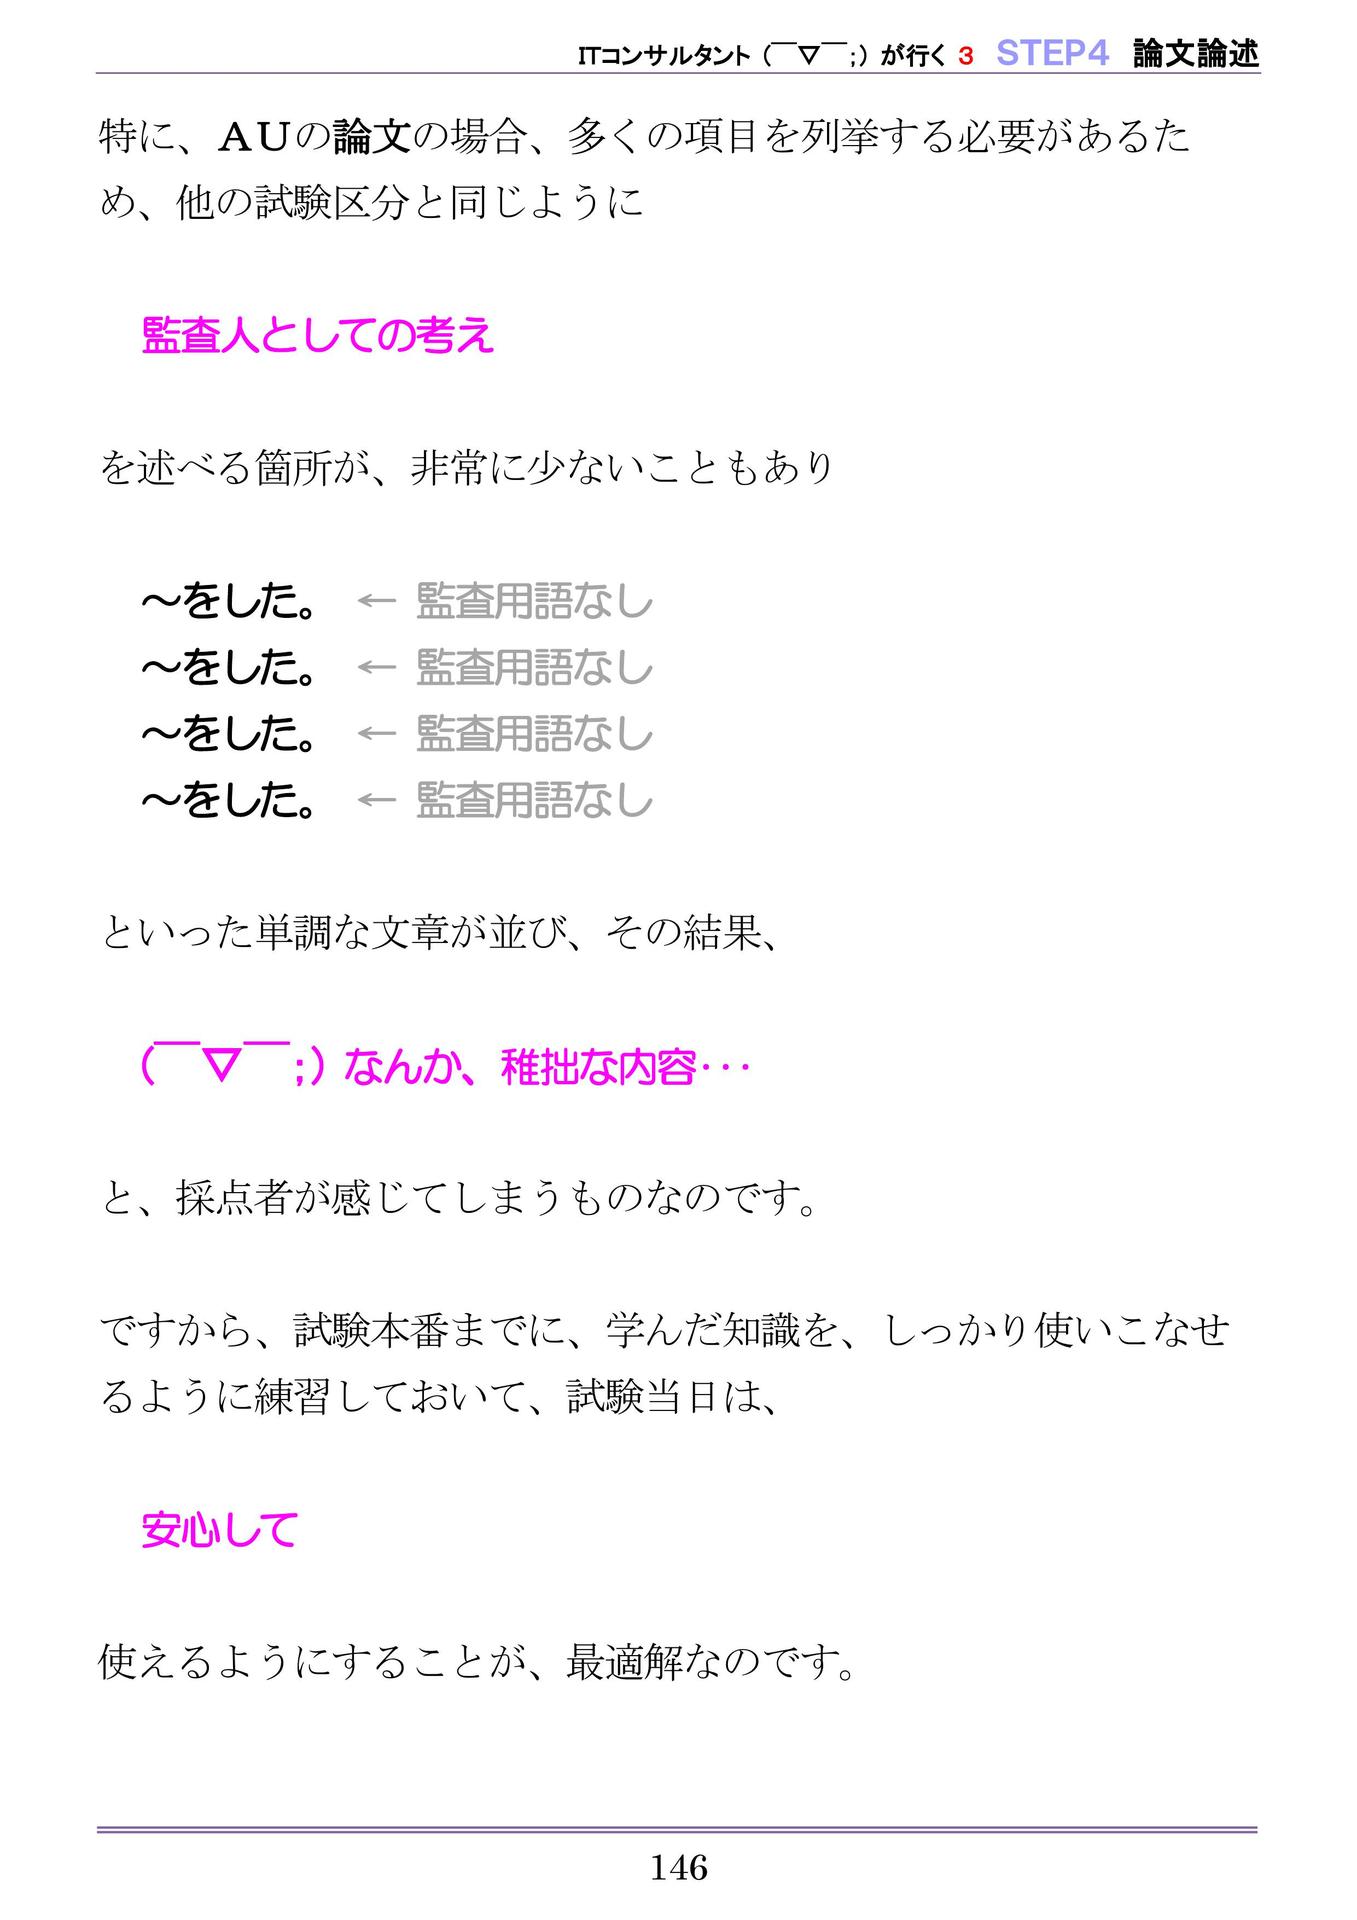 ITコンサルタント（￣▽￣；）が行く 3 STEP4 論文論述
特に、ＡＵの論文の場合、多くの項目を列挙する必要があるた
め、他の試験区分と同じように
監査人としての考え
を述べる箇所が、非常に少ないこともあり
～をした。 ← 監査用語なし
～をした。 ← 監査用語なし
～をした。 ← 監査用語なし
～をした。 ← 監査用語なし
といった単調な文章が並び、その結果、
（￣▽￣；）なんか、稚拙な内容･･･
と、採点者が感じてしまうものなのです。
ですから、試験本番までに、学んだ知識を、しっかり使いこなせ
るように練習しておいて、試験当日は、
安心して
使えるようにすることが、最適解なのです。
146